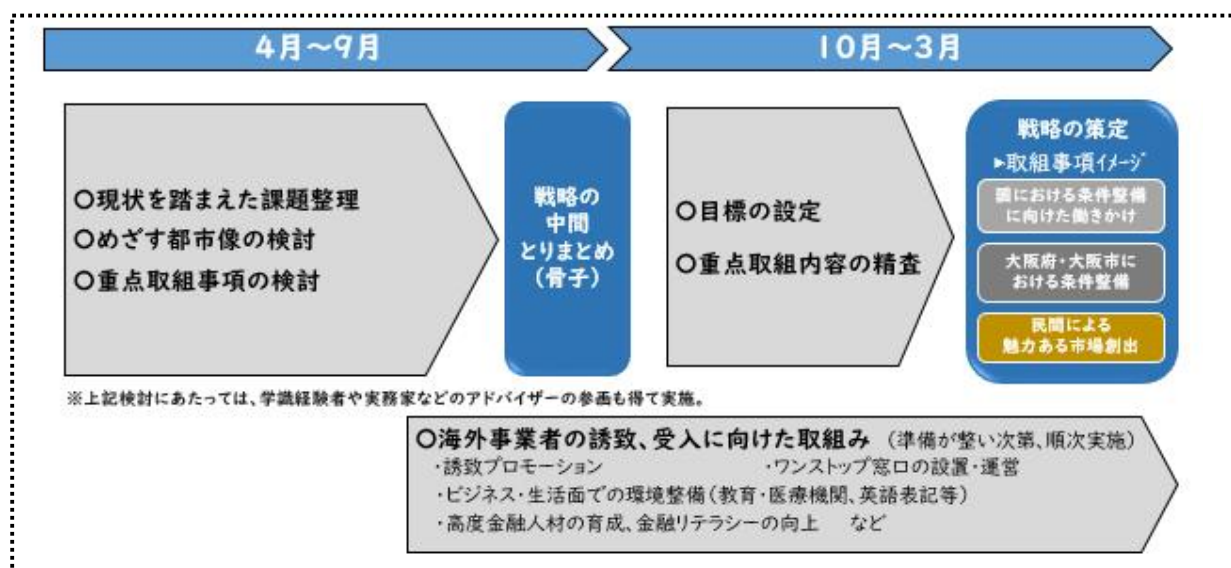 4月～9月
10月～3月
○現状を踏まえた課題整理
○めざす都市像の検討
○重点取組事項の検討
戦略の
中間
とりまとめ
(骨子)
○目標の設定
○重点取組内容の精査
戦略の策定
▶取組事項ｲﾒｰｼﾞ
国における条件整備
に向けた働きかけ
大阪府・大阪市に
おける条件整備
民間による
魅力ある市場創出
※上記検討にあたっては、学識経験者や実務家などのアドバイザーの参画も得て実施。
○海外事業者の誘致、受入に向けた取組み （準備が整い次第、順次実施）
・誘致プロモーション ・ワンストップ窓口の設置・運営
・ビジネス・生活面での環境整備（教育・医療機関、英語表記等）
・高度金融人材の育成、金融リテラシーの向上 など